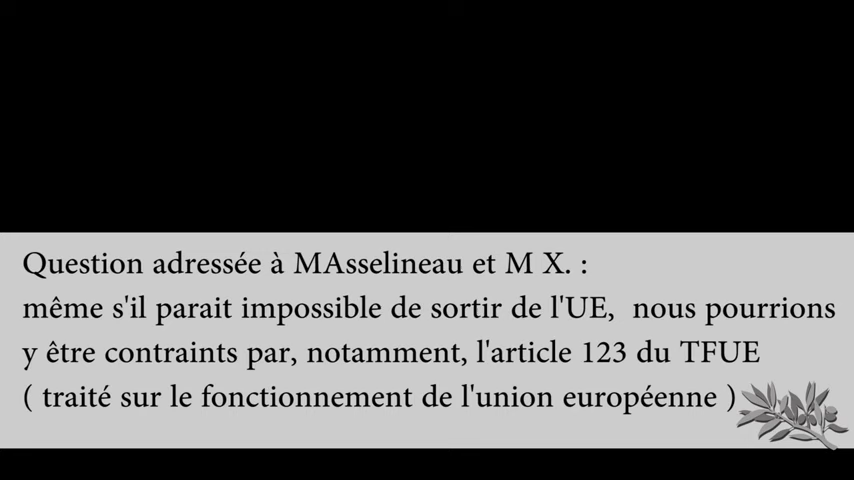 Question adressée à MAsselineau et M X. :
même s'il parait impossible de sortir de l'UE, nous pourrions
y être contraints par, notamment, l'article 123 du TFUE
( traité sur le fonctionnement de l'union européenne )